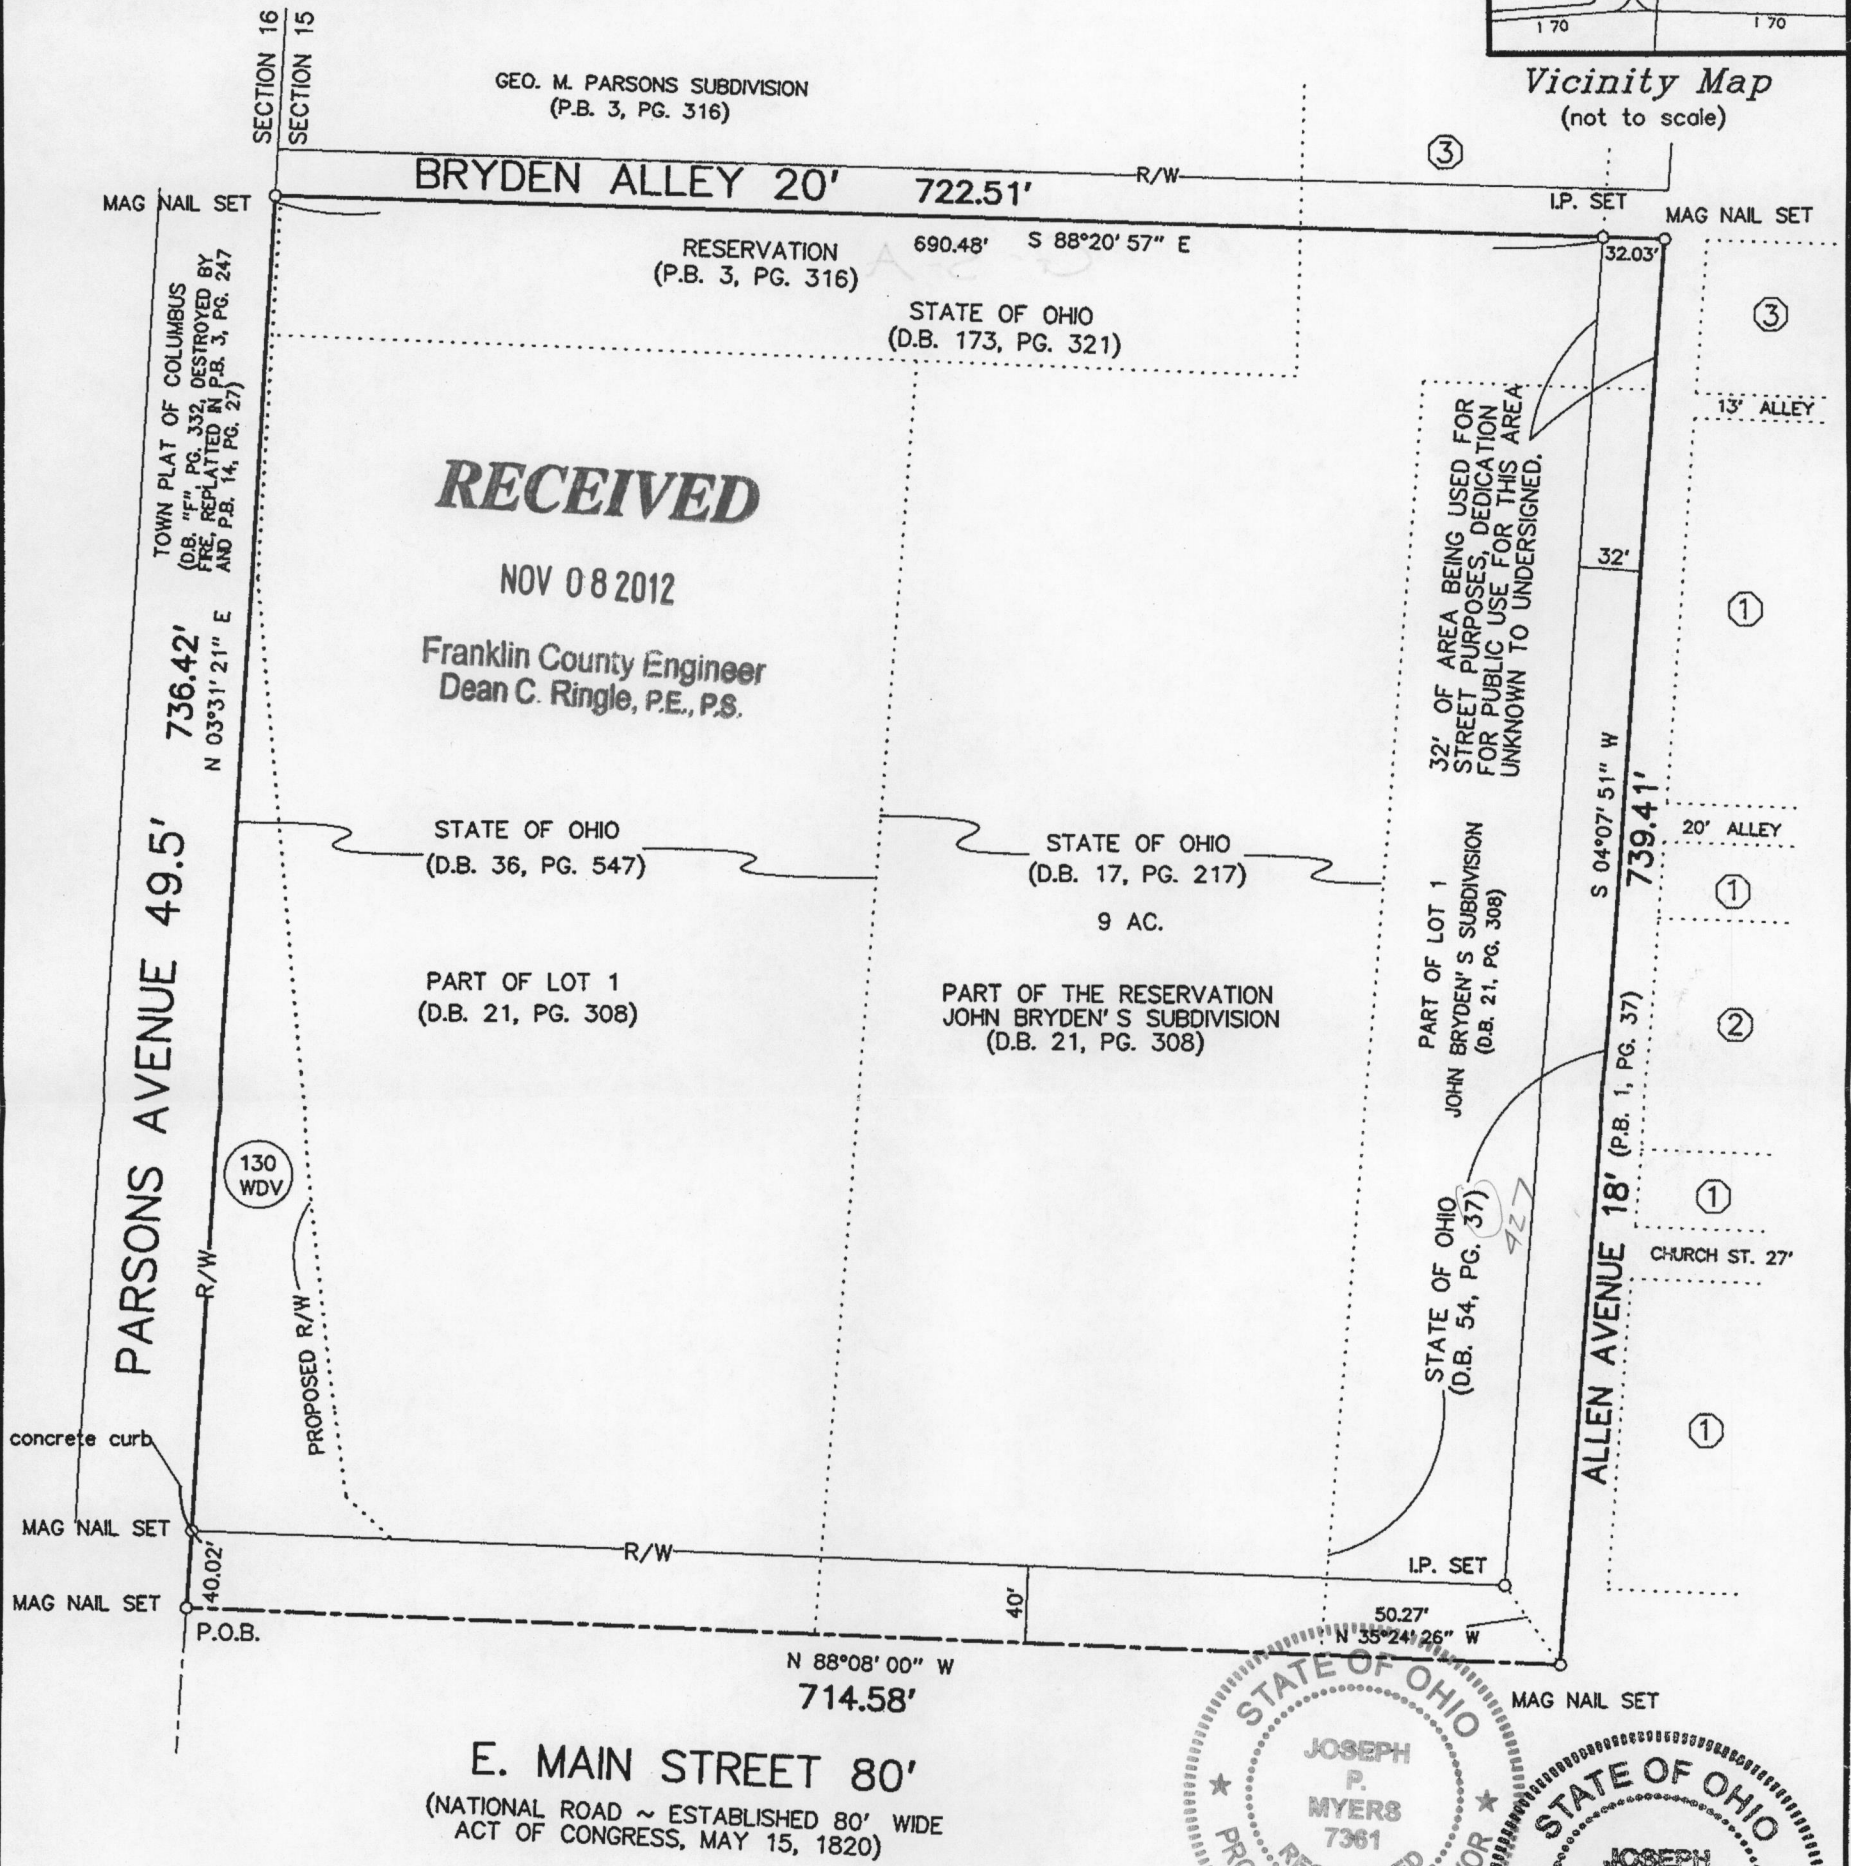 SECTION 16
SECTION 15
I 70
I 70
Vicinity Map
(not to scale)
GEO. M. PARSONS SUBDIVISION
(P.B. 3, PG. 316)
3
BRYDEN ALLEY 20' 722.51'
R/W
MAG NAIL SET
I.P. SET
MAG NAIL SET
RESERVATION
(P.B. 3, PG. 316)
690.48' S 88°20'57" E
32.03'
STATE OF OHIO
(D.B. 173, PG. 321)
3
13' ALLEY
TOWN PLAT OF COLUMBUS
(D.B. "F", PG. 332, DESTROYED BY
FIRE, REPLATTED IN P.B. 3, PG. 247
AND P.B. 14, PG. 27)
RECEIVED
NOV 08 2012
Franklin County Engineer
Dean C. Ringle, P.E., P.S.
32' OF AREA BEING USED FOR
STREET PURPOSES, DEDICATION
FOR PUBLIC USE FOR THIS AREA
UNKNOWN TO UNDERSIGNED.
32'
1
736.42'
N 03°31'21" E
S 04°07'51" W
739.41'
20' ALLEY
1
STATE OF OHIO
(D.B. 36, PG. 547)
STATE OF OHIO
(D.B. 17, PG. 217)
9 AC.
PART OF LOT 1
(D.B. 21, PG. 308)
PART OF THE RESERVATION
JOHN BRYDEN'S SUBDIVISION
(D.B. 21, PG. 308)
PART OF LOT 1
JOHN BRYDEN'S SUBDIVISION
(D.B. 21, PG. 308)
2
PARSONS AVENUE 49.5'
R/W
130
WDV
PROPOSED R/W
STATE OF OHIO
(D.B. 54, PG. 37)
427
ALLEN AVENUE 18' (P.B. 1, PG. 37)
1
CHURCH ST. 27'
1
concrete curb
MAG NAIL SET
40.02'
MAG NAIL SET
P.O.B.
R/W
40'
I.P. SET
50.27'
N 35°24'26" W
N 88°08'00" W
714.58'
MAG NAIL SET
E. MAIN STREET 80'
(NATIONAL ROAD ~ ESTABLISHED 80' WIDE
ACT OF CONGRESS, MAY 15, 1820)
STATE OF OHIO
JOSEPH
P.
MYERS
7361
STATE OF OHIO
JOSEPH